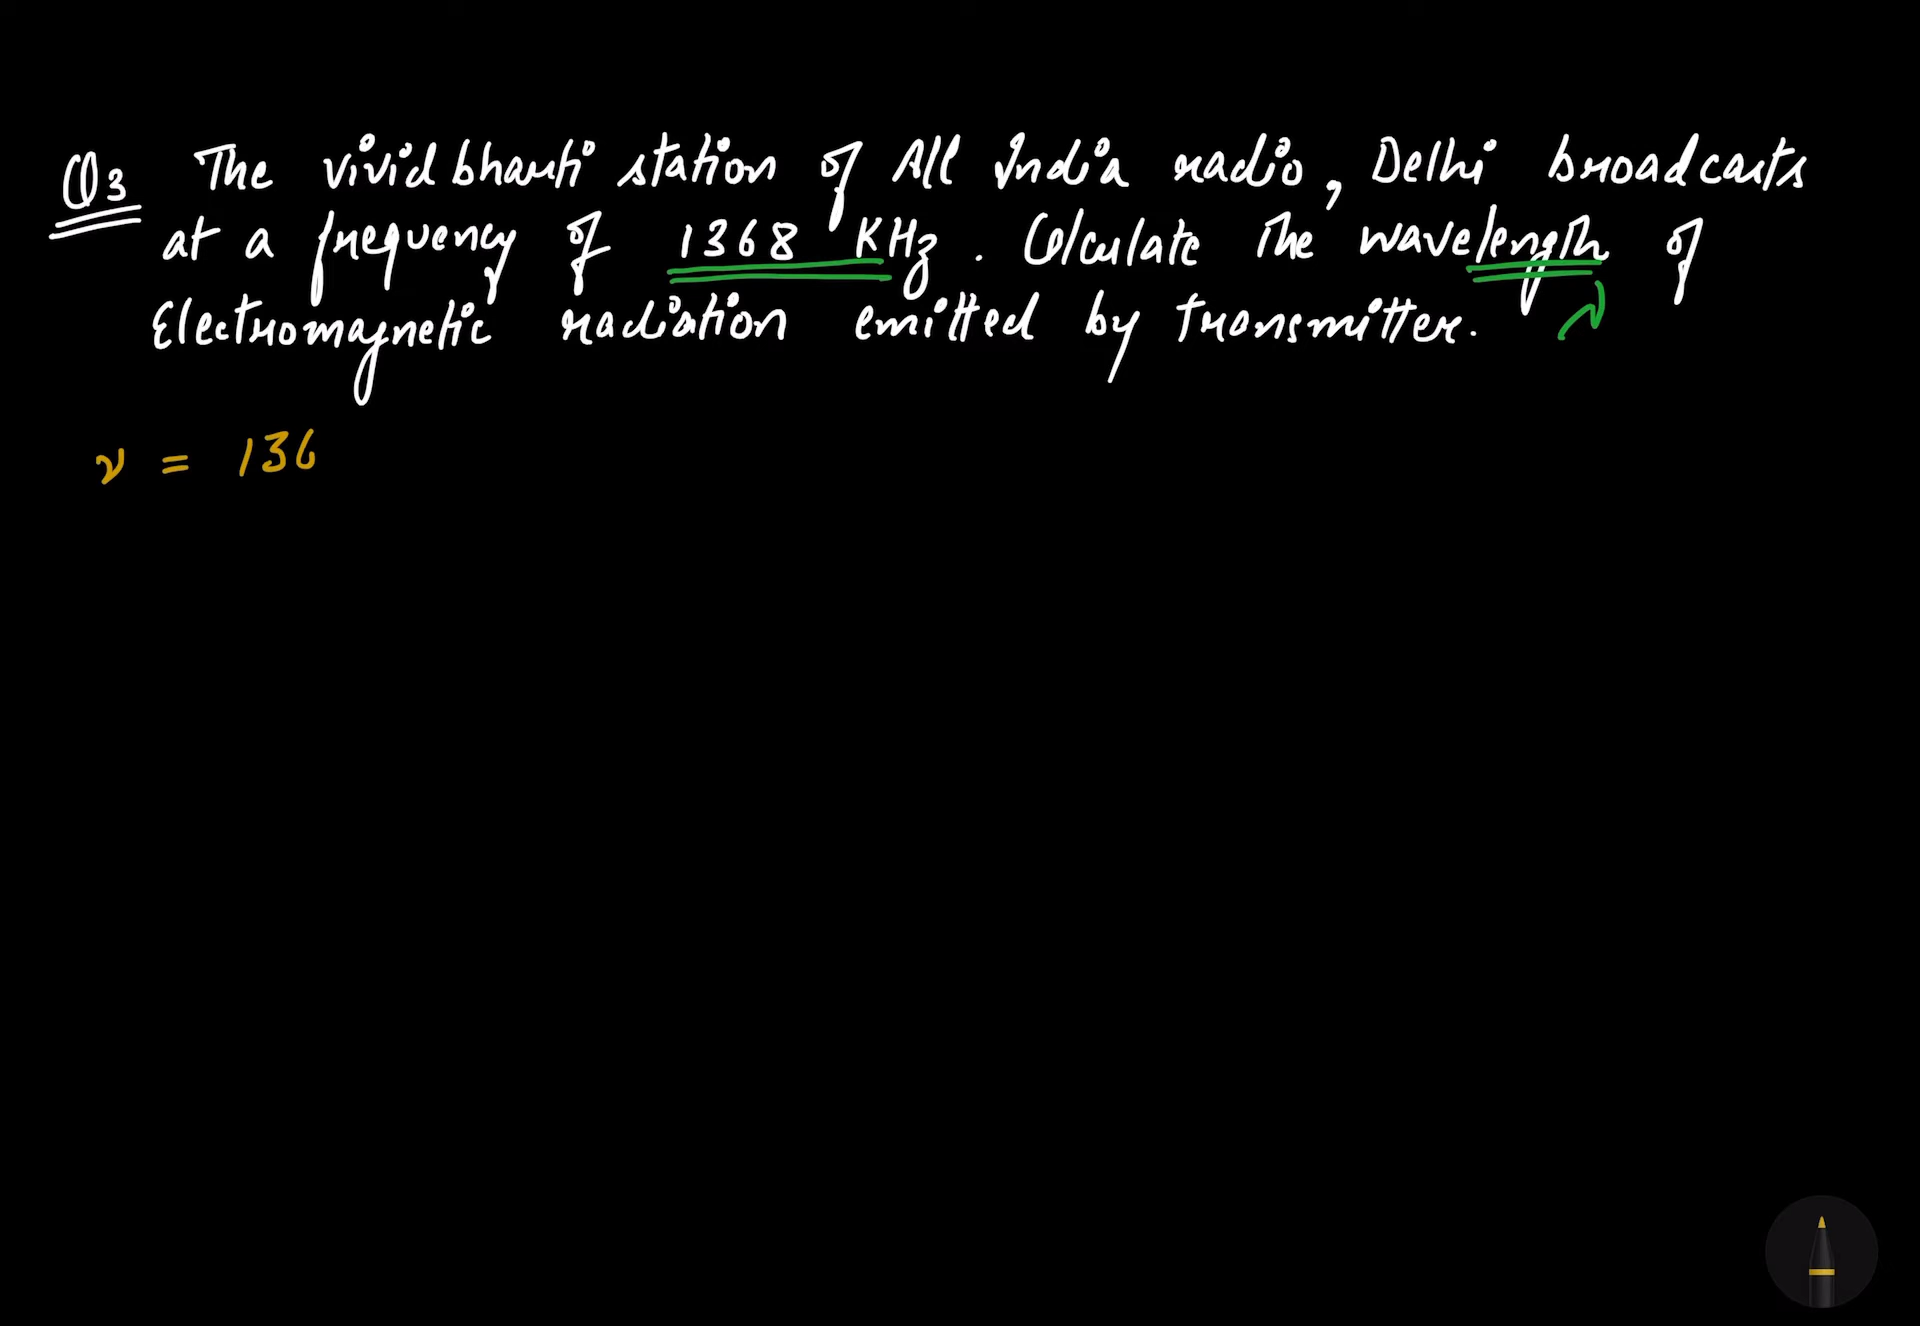 Q3 The vivid bharti station of All India radio, Delhi broadcasts
at a frequency of 1368 KHz. Calculate the wavelength of
Electromagnetic radiation emitted by transmitter.
ν = 136